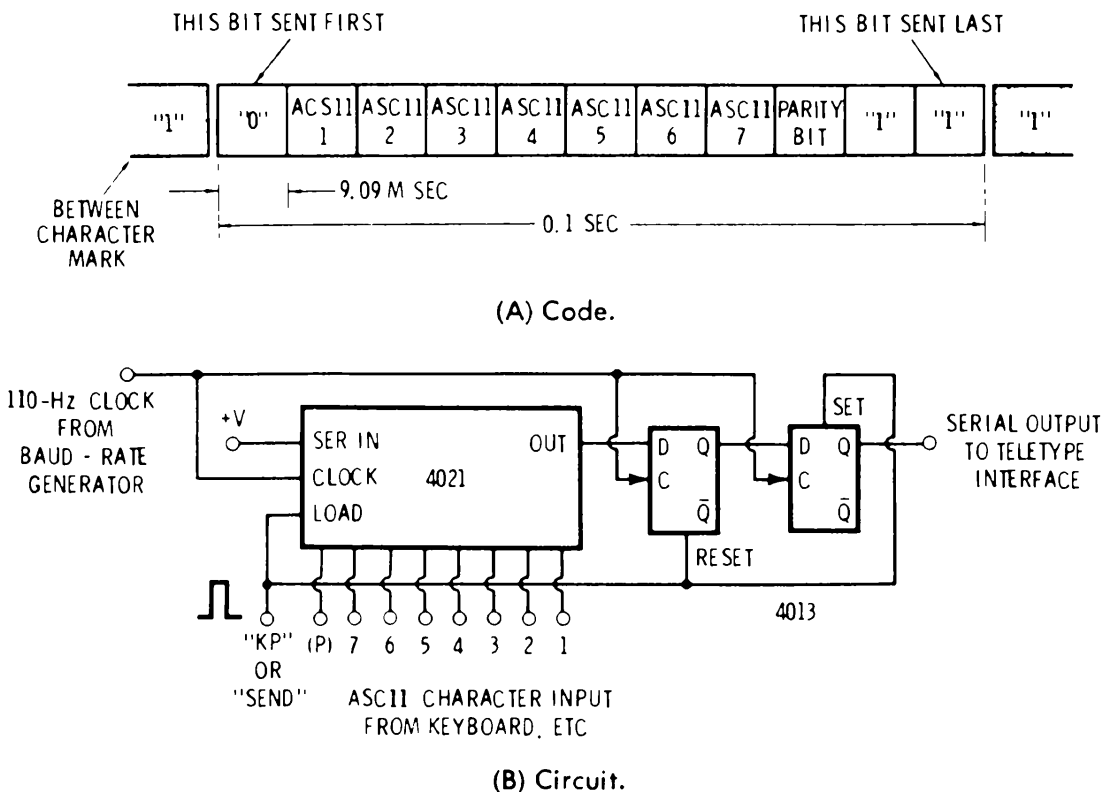 THIS BIT SENT FIRST
THIS BIT SENT LAST
"1" "0" ACS11 1 ASC11 2 ASC11 3 ASC11 4 ASC11 5 ASC11 6 ASC11 7 PARITY BIT "1" "1" "1"
9.09 M SEC
BETWEEN
CHARACTER
MARK
0.1 SEC
(A) Code.
110-Hz CLOCK
FROM
BAUD - RATE
GENERATOR
+V
SER IN
CLOCK
LOAD
OUT
4021
D Q
C
Q̅
RESET
SET
D Q
C
Q̅
SERIAL OUTPUT
TO TELETYPE
INTERFACE
4013
"KP"
OR
"SEND"
(P) 7 6 5 4 3 2 1
ASC11 CHARACTER INPUT
FROM KEYBOARD, ETC
(B) Circuit.